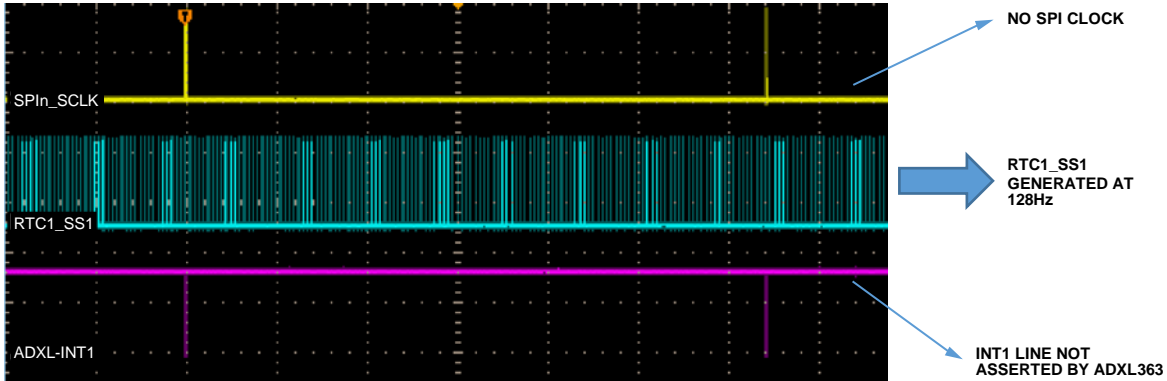 T
NO SPI CLOCK
SPIn_SCLK
RTC1_SS1
GENERATED AT
128Hz
RTC1_SS1
ADXL-INT1
INT1 LINE NOT
ASSERTED BY ADXL363